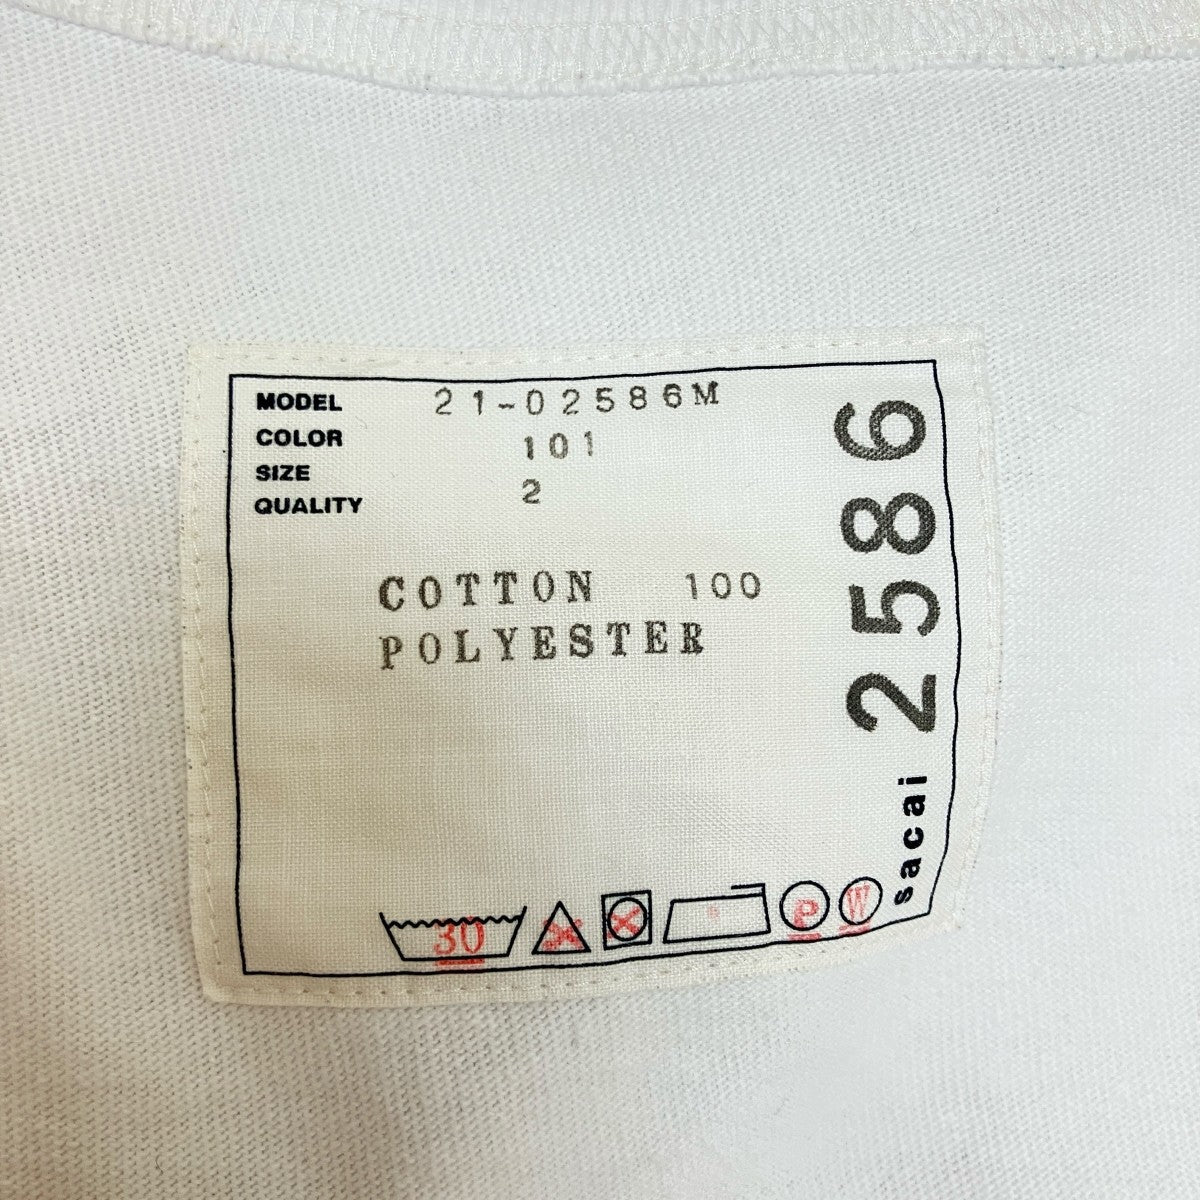 MODEL 21-02586M
COLOR 101
SIZE 2
QUALITY
COTTON 100
POLYESTER
sacai 2586
30
P
W